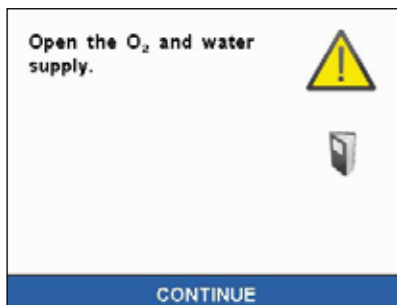 Open the O₂ and water
supply.
CONTINUE